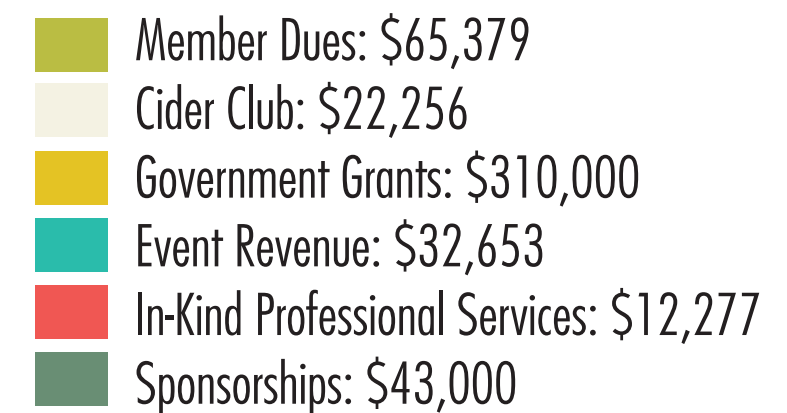 Member Dues: $65,379
Cider Club: $22,256
Government Grants: $310,000
Event Revenue: $32,653
In-Kind Professional Services: $12,277
Sponsorships: $43,000